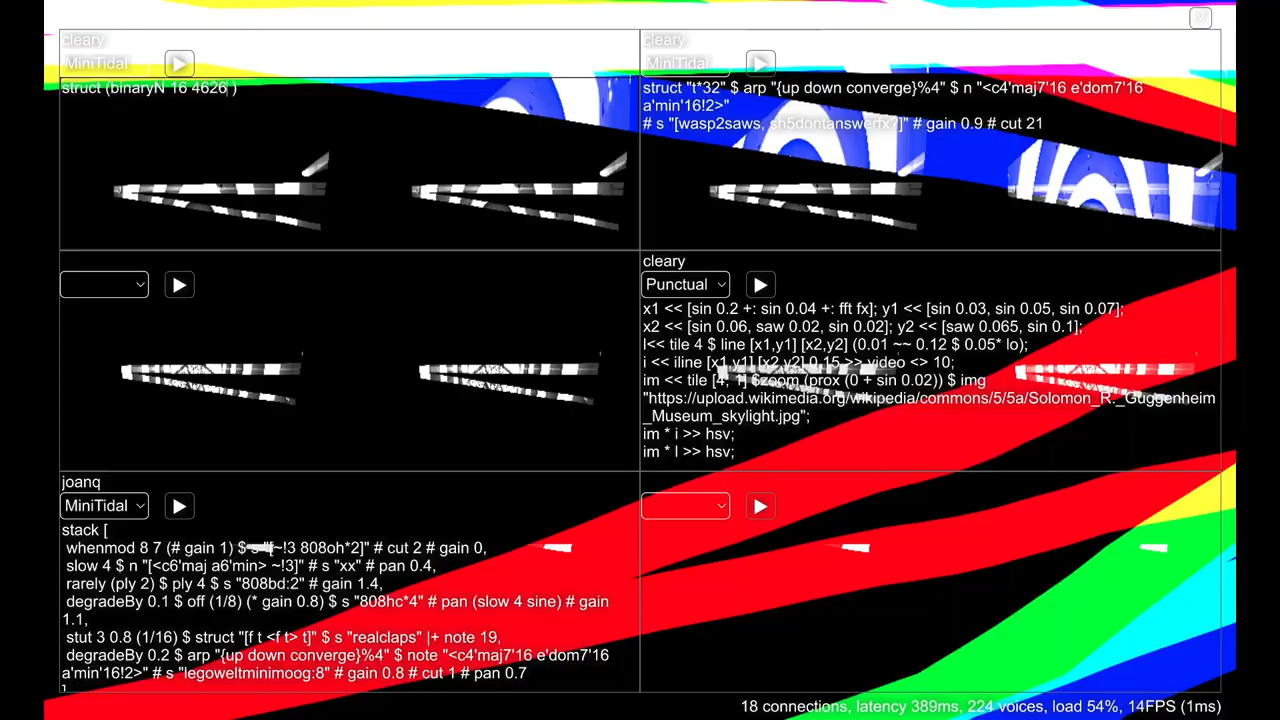 cleary
MiniTidal
struct (binaryN 16 4626 )
cleary
MiniTidal
struct "t*32" $ arp "{up down converge}%4" $ n "<c4'maj7'16 e'dom7'16
a'min'16!2>"
# s "[wasp2saws, sh5dontanswerfx?]" # gain 0.9 # cut 21
cleary
Punctual
x1 << [sin 0.2 +: sin 0.04 +: fft fx]; y1 << [sin 0.03, sin 0.05, sin 0.07];
x2 << [sin 0.06, saw 0.02, sin 0.02]; y2 << [saw 0.065, sin 0.1];
l<< tile 4 $ line [x1,y1] [x2,y2] (0.01 ~~ 0.12 $ 0.05* lo);
i << iline [x1,y1] [x2,y2] 0.15 >> video <> 10;
im << tile [4, 1] $ zoom (prox (0 + sin 0.02)) $ img
"https://upload.wikimedia.org/wikipedia/commons/5/5a/Solomon_R._Guggenheim
_Museum_skylight.jpg";
im * i >> hsv;
im * l >> hsv;
joanq
MiniTidal
stack [
whenmod 8 7 (# gain 1) $ s "[~!3 808oh*2]" # cut 2 # gain 0,
slow 4 $ n "[<c6'maj a6'min> ~!3]" # s "xx" # pan 0.4,
rarely (ply 2) $ ply 4 $ s "808bd:2" # gain 1.4,
degradeBy 0.1 $ off (1/8) (* gain 0.8) $ s "808hc*4" # pan (slow 4 sine) # gain
1.1,
stut 3 0.8 (1/16) $ struct "[f t <f t> t]" $ s "realclaps" |+ note 19,
degradeBy 0.2 $ arp "{up down converge}%4" $ note "<c4'maj7'16 e'dom7'16
a'min'16!2>" # s "legoweltminimoog:8" # gain 0.8 # cut 1 # pan 0.7
]
18 connections, latency 389ms, 224 voices, load 54%, 14FPS (1ms)